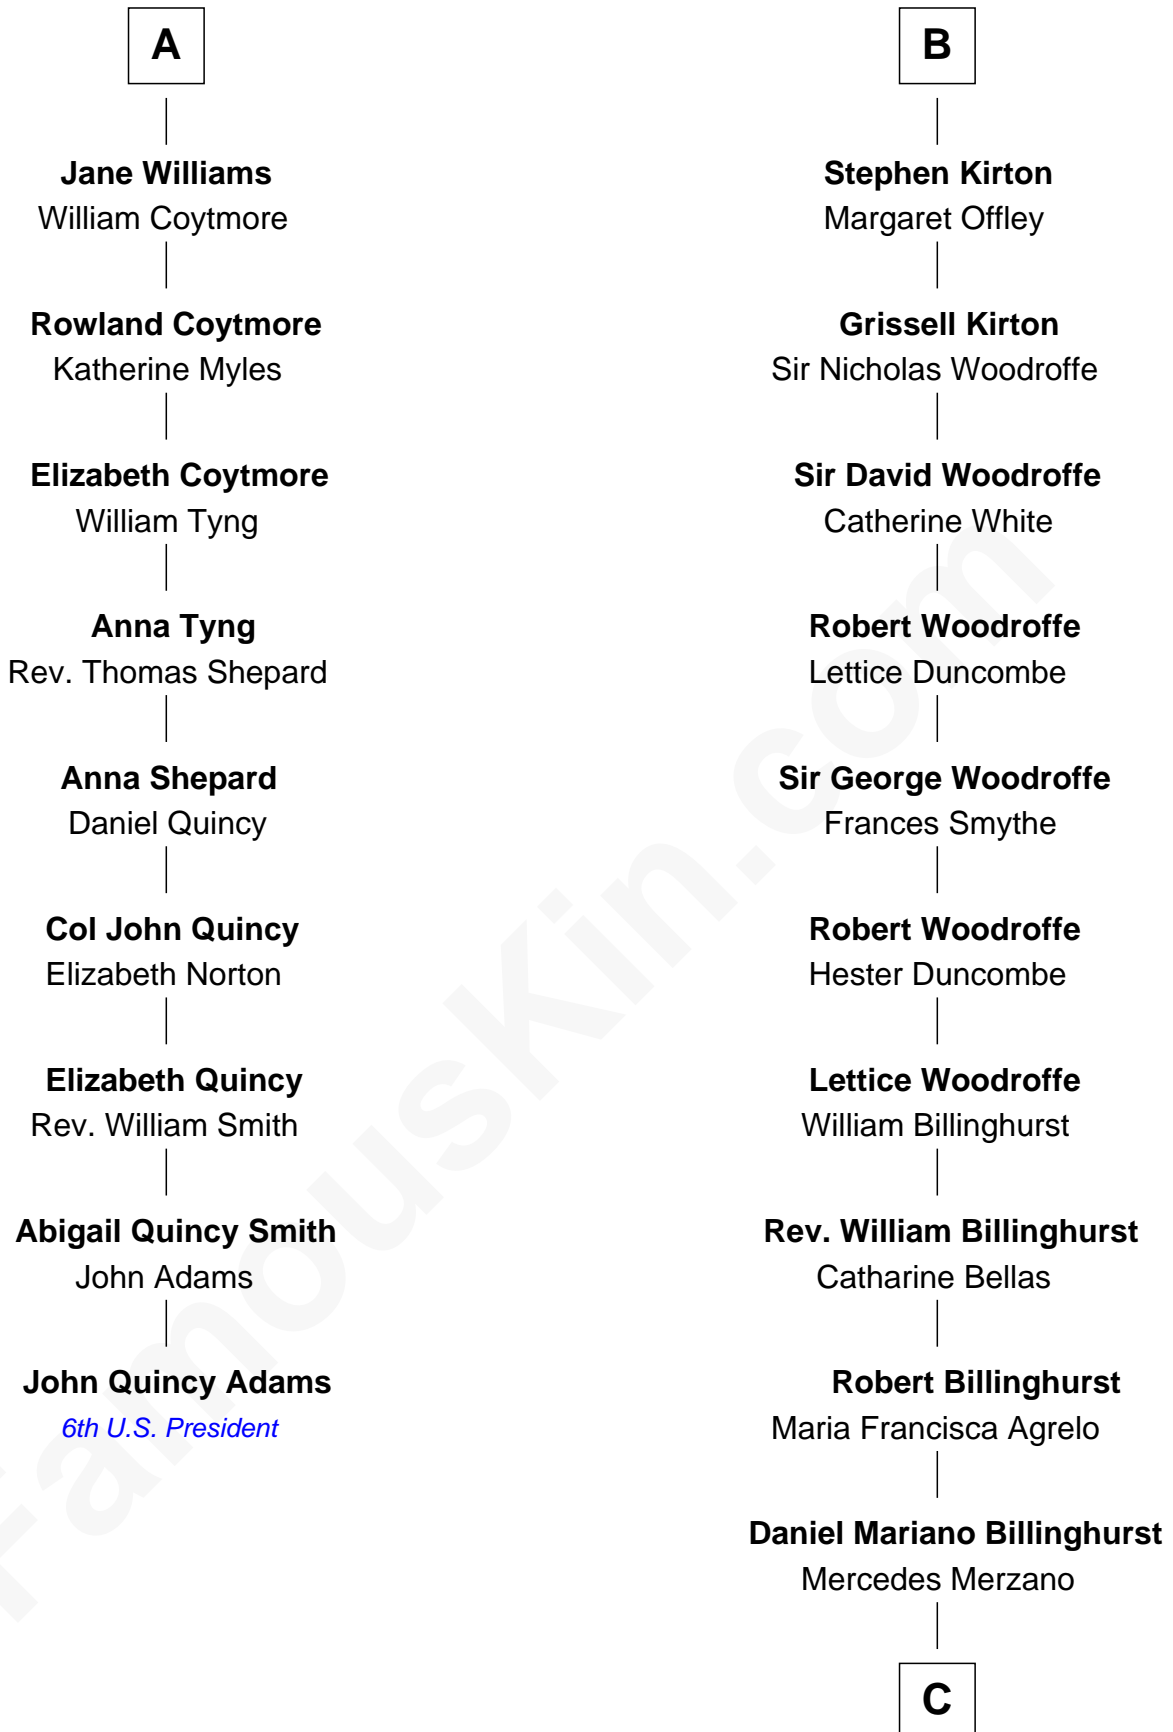 A
Jane Williams
William Coytmore
Rowland Coytmore
Katherine Myles
Elizabeth Coytmore
William Tyng
Anna Tyng
Rev. Thomas Shepard
Anna Shepard
Daniel Quincy
Col John Quincy
Elizabeth Norton
Elizabeth Quincy
Rev. William Smith
Abigail Quincy Smith
John Adams
John Quincy Adams
6th U.S. President
B
Stephen Kirton
Margaret Offley
Grissell Kirton
Sir Nicholas Woodroffe
Sir David Woodroffe
Catherine White
Robert Woodroffe
Lettice Duncombe
Sir George Woodroffe
Frances Smythe
Robert Woodroffe
Hester Duncombe
Lettice Woodroffe
William Billinghurst
Rev. William Billinghurst
Catharine Bellas
Robert Billinghurst
Maria Francisca Agrelo
Daniel Mariano Billinghurst
Mercedes Merzano
C
FamousKin.com